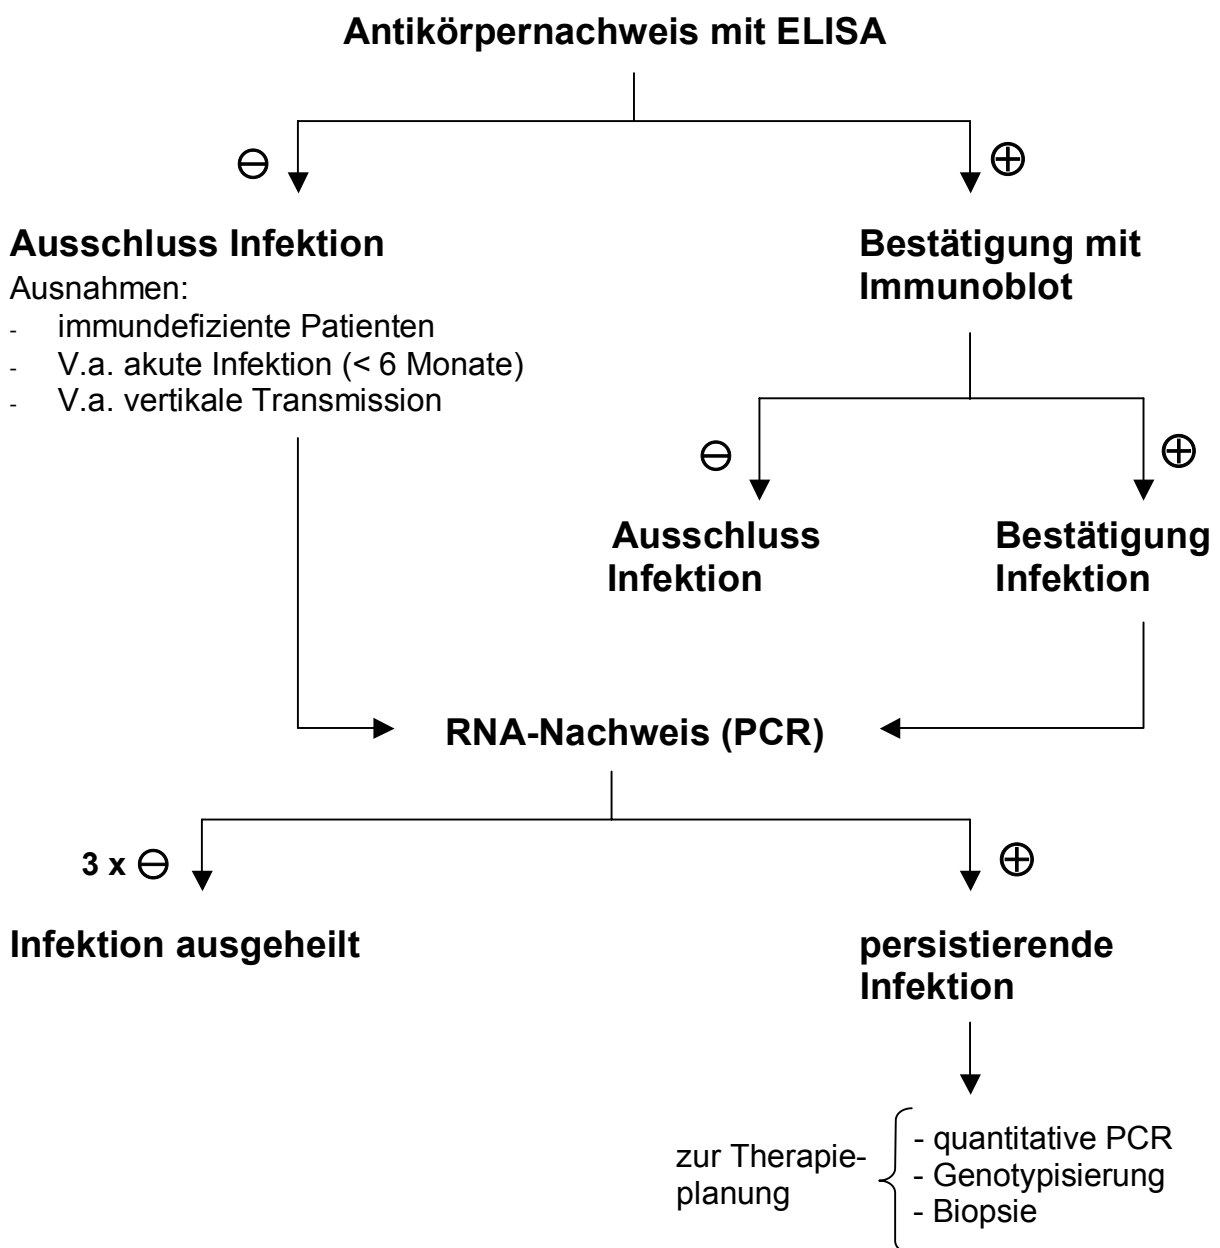 Antikörpernachweis mit ELISA
⊖
⊕
Ausschluss Infektion
Ausnahmen:
- immundefiziente Patienten
- V.a. akute Infektion (< 6 Monate)
- V.a. vertikale Transmission
Bestätigung mit
Immunoblot
⊖
⊕
Ausschluss
Infektion
Bestätigung
Infektion
RNA-Nachweis (PCR)
3 x ⊖
⊕
Infektion ausgeheilt
persistierende
Infektion
zur Therapie-
planung
- quantitative PCR
- Genotypisierung
- Biopsie